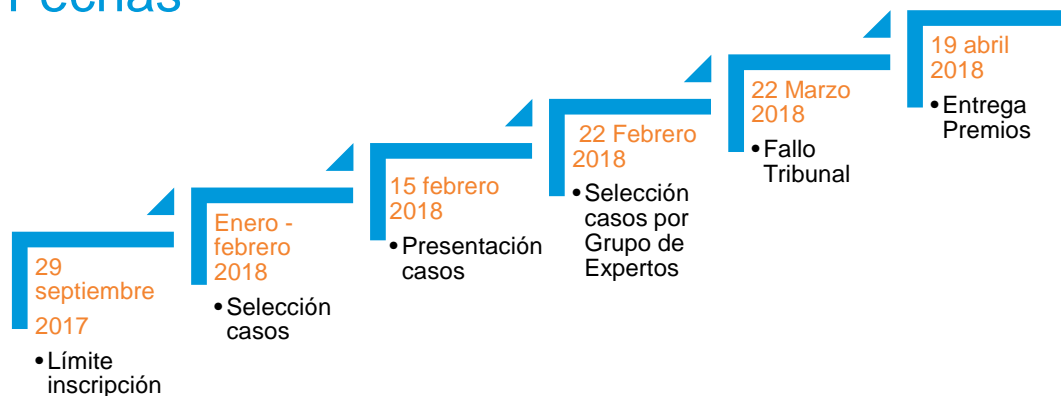 Fechas
29
septiembre
2017
•Límite
inscripción
Enero -
febrero
2018
•Selección
casos
15 febrero
2018
•Presentación
casos
22 Febrero
2018
•Selección
casos por
Grupo de
Expertos
22 Marzo
2018
•Fallo
Tribunal
19 abril
2018
•Entrega
Premios